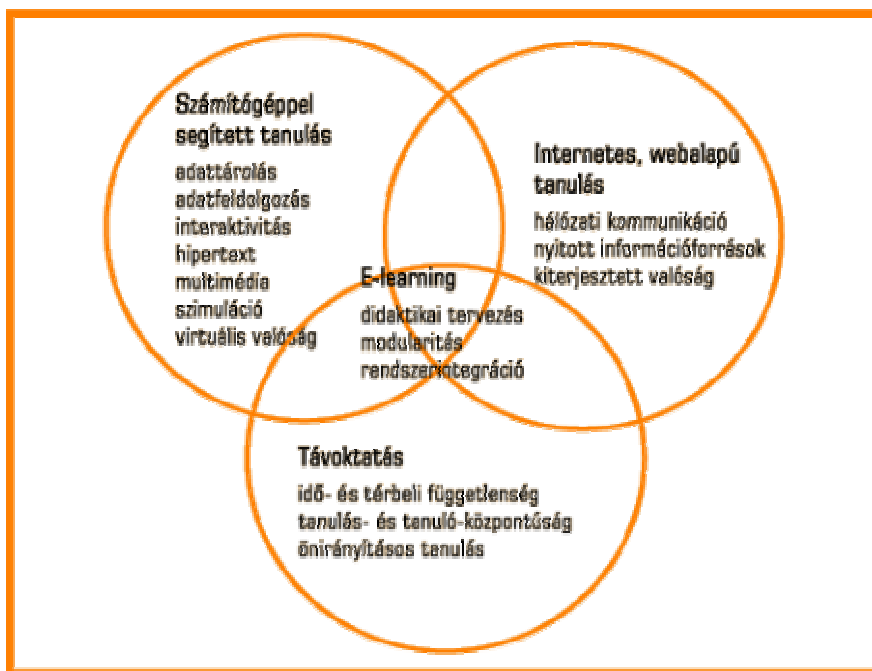 Számítógéppel
segített tanulás
adattárolás
adatfeldolgozás
interaktivitás
hipertext
multimédia
szimuláció
virtuális valóság
Internetes, webalapú
tanulás
hálózati kommunikáció
nyitott információforrások
kiterjesztett valóság
E-learning
didaktikai tervezés
modularitás
rendszerintegráció
Távoktatás
idő- és térbeli függetlenség
tanulás- és tanuló-központúság
önirányításos tanulás